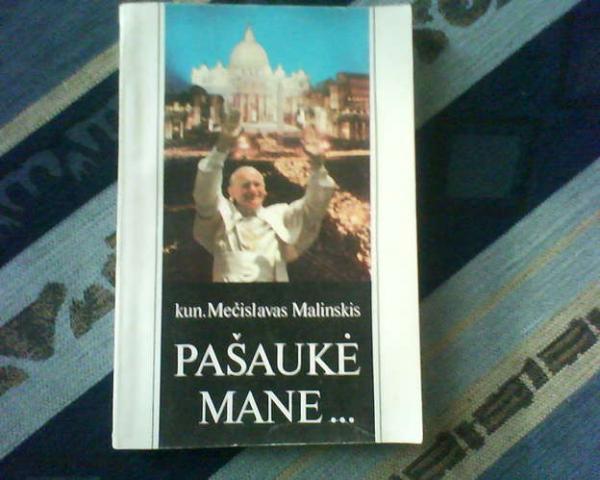 kun. Mečislavas Malinskis
PAŠAUKĖ
MANE...